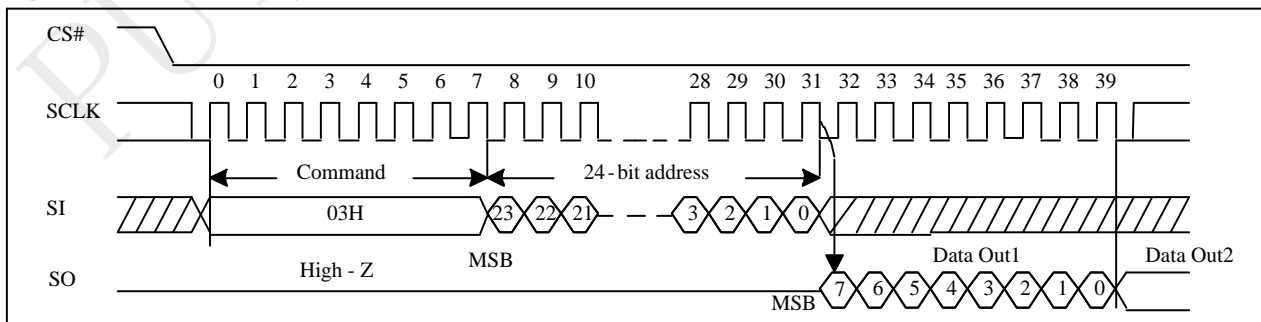 CS#
0 1 2 3 4 5 6 7 8 9 10 28 29 30 31 32 33 34 35 36 37 38 39
SCLK
Command 24-bit address
SI 03H 23 22 21 3 2 1 0
High - Z MSB Data Out1 Data Out2
SO MSB 7 6 5 4 3 2 1 0